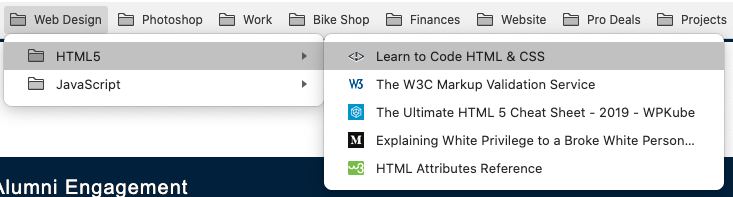 Web Design Photoshop Work Bike Shop Finances Website Pro Deals Projects
HTML5
JavaScript
<!> Learn to Code HTML & CSS
W3 The W3C Markup Validation Service
The Ultimate HTML 5 Cheat Sheet - 2019 - WPKube
M Explaining White Privilege to a Broke White Person...
w3 HTML Attributes Reference
Alumni Engagement